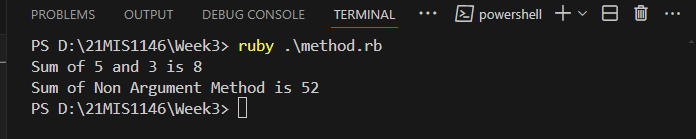 PROBLEMS OUTPUT DEBUG CONSOLE TERMINAL ··· powershell
PS D:\21MIS1146\Week3> ruby .\method.rb
Sum of 5 and 3 is 8
Sum of Non Argument Method is 52
PS D:\21MIS1146\Week3>